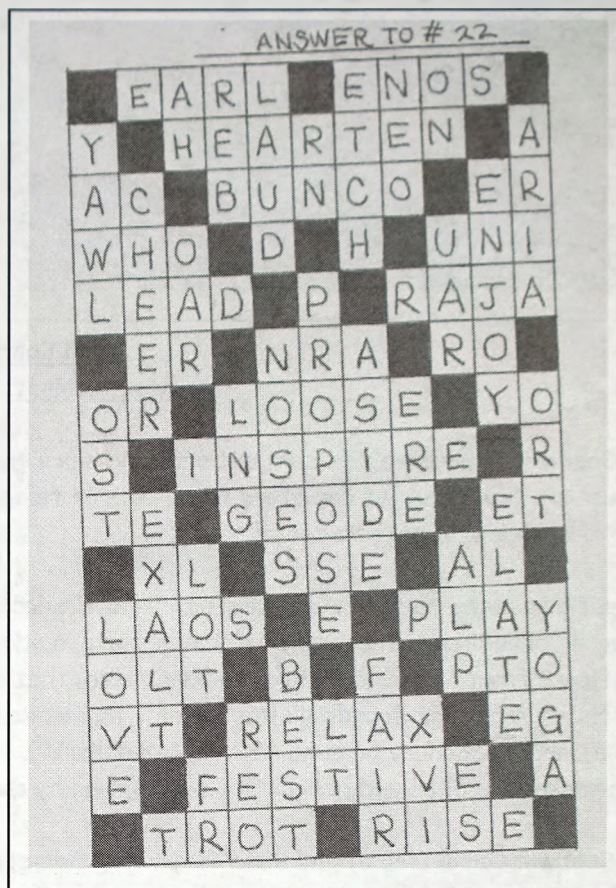 ANSWER TO # 22
EARL ENOS
Y HEARTEN A
AC BUNCO ER
WHO D H UNI
LEAD P RAJA
ER NRA RO
OR LOOSE YO
S INSPIRE R
TE GEODE ET
XL SSE AL
LAOS E PLAY
OLT B F PTO
VT RELAX EG
E FESTIVE A
TROT RISE